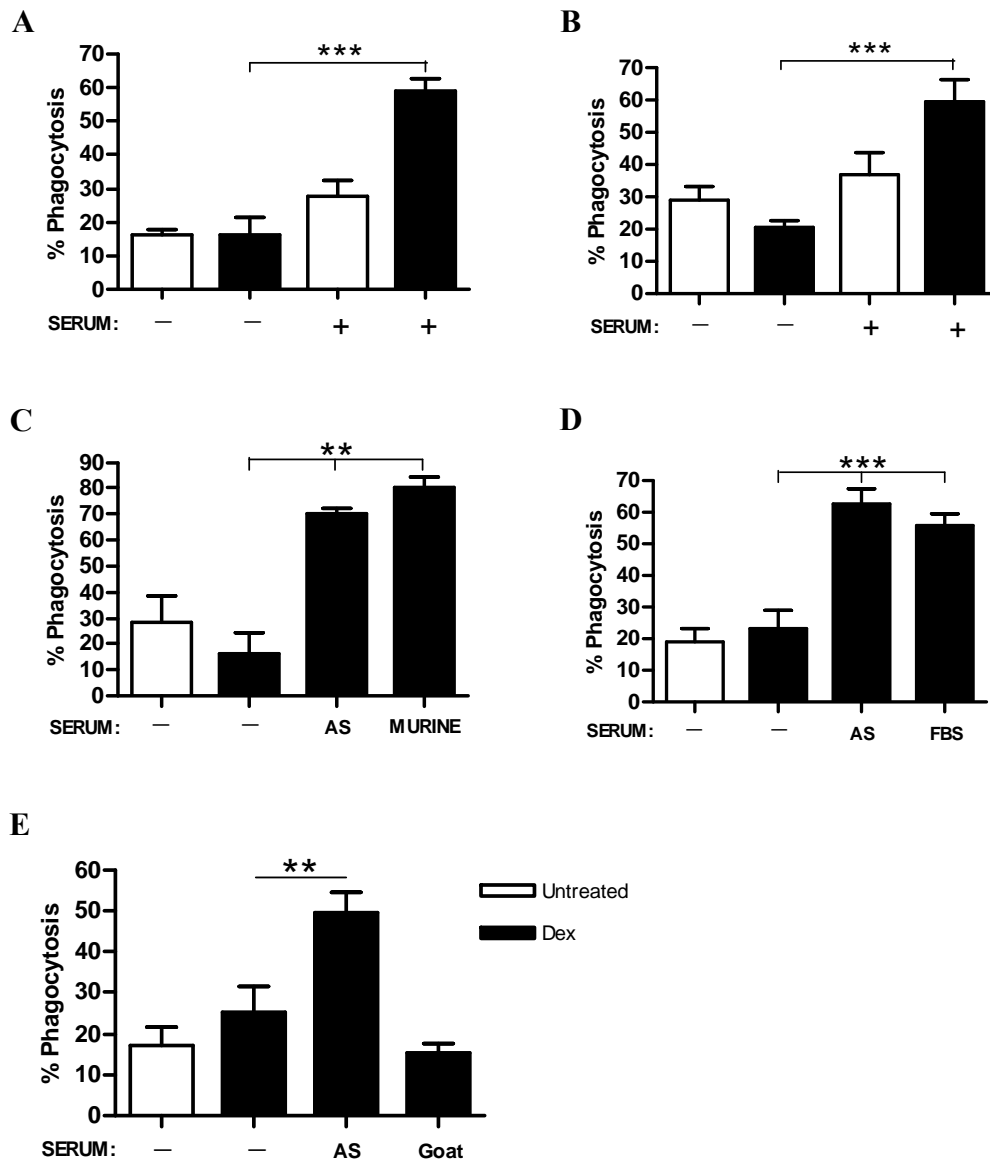 A
% Phagocytosis
70
60
50
40
30
20
10
0
***
SERUM: — — + +
B
% Phagocytosis
70
60
50
40
30
20
10
0
***
SERUM: — — + +
C
% Phagocytosis
90
80
70
60
50
40
30
20
10
0
**
SERUM: — — AS MURINE
D
% Phagocytosis
70
60
50
40
30
20
10
0
***
SERUM: — — AS FBS
E
% Phagocytosis
60
50
40
30
20
10
0
**
SERUM: — — AS Goat
Untreated
Dex